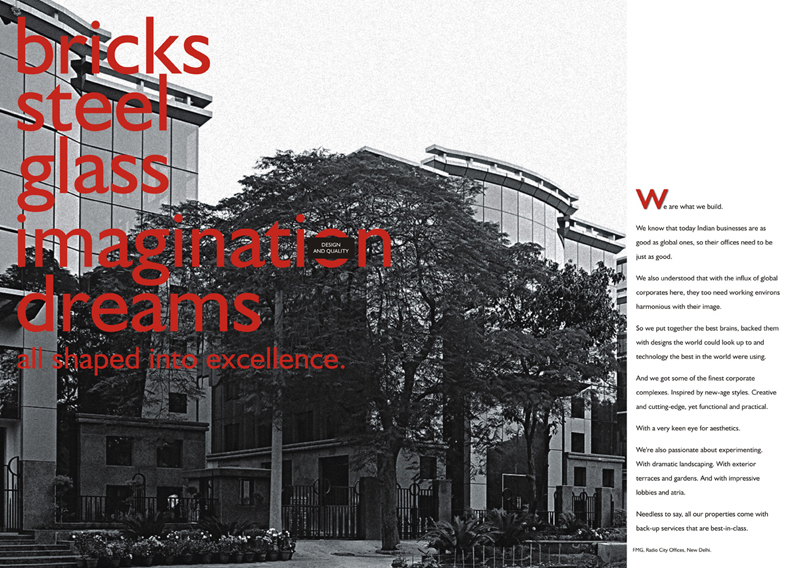 bricks
steel
glass
imagination
DESIGN
AND QUALITY
dreams
all shaped into excellence.
We are what we build.
We know that today Indian businesses are as
good as global ones, so their offices need to be
just as good.
We also understood that with the influx of global
corporates here, they too need working environs
harmonious with their image.
So we put together the best brains, backed them
with designs the world could look up to and
technology the best in the world were using.
And we got some of the finest corporate
complexes. Inspired by new-age styles. Creative
and cutting-edge, yet functional and practical.
With a very keen eye for aesthetics.
We're also passionate about experimenting.
With dramatic landscaping. With exterior
terraces and gardens. And with impressive
lobbies and atria.
Needless to say, all our properties come with
back-up services that are best-in-class.
FMG, Radio City Offices, New Delhi.